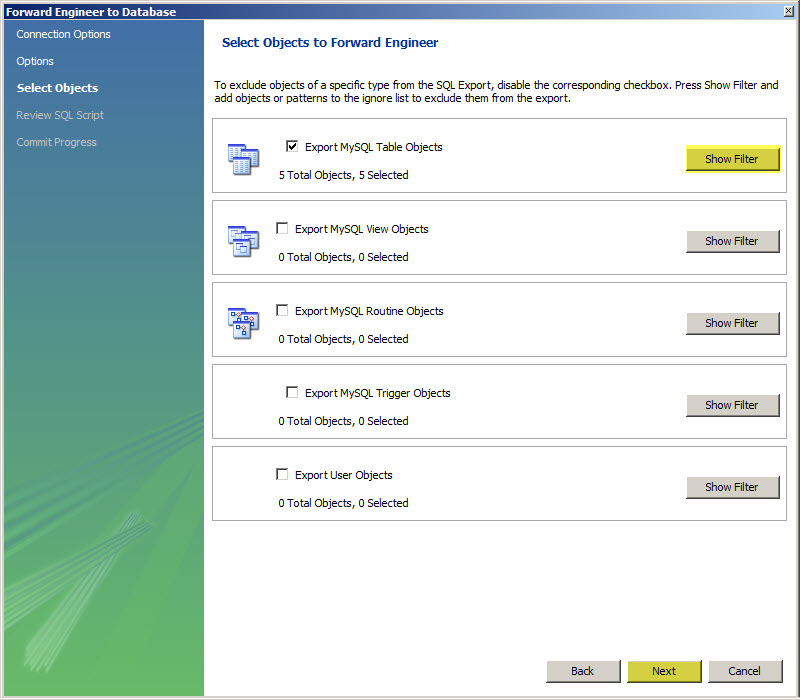 Forward Engineer to Database
Connection Options
Options
Select Objects
Review SQL Script
Commit Progress
Select Objects to Forward Engineer
To exclude objects of a specific type from the SQL Export, disable the corresponding checkbox. Press Show Filter and
add objects or patterns to the ignore list to exclude them from the export.
Export MySQL Table Objects
5 Total Objects, 5 Selected
Show Filter
Export MySQL View Objects
0 Total Objects, 0 Selected
Show Filter
Export MySQL Routine Objects
0 Total Objects, 0 Selected
Show Filter
Export MySQL Trigger Objects
0 Total Objects, 0 Selected
Show Filter
Export User Objects
0 Total Objects, 0 Selected
Show Filter
Back
Next
Cancel